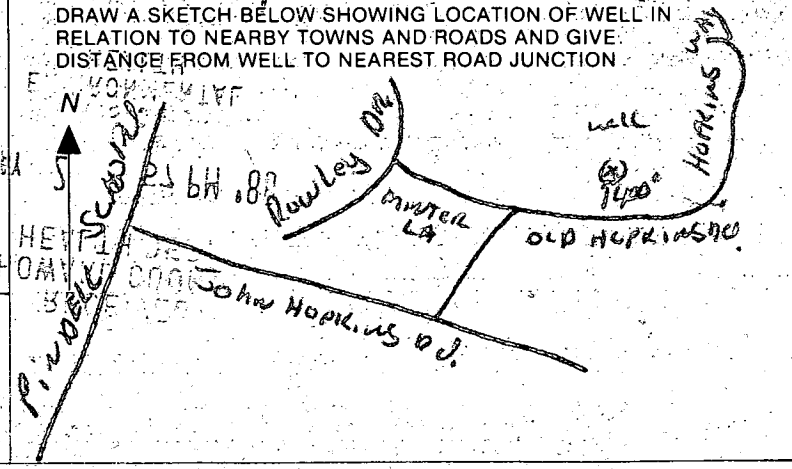 DRAW A SKETCH BELOW SHOWING LOCATION OF WELL IN
RELATION TO NEARBY TOWNS AND ROADS AND GIVE
DISTANCE FROM WELL TO NEAREST ROAD JUNCTION
N
PINDELL SCHOOL
Rowley DR.
MINTER
LA
well
OLD HOPKINS RD.
HOPKINS WAY
JOHN HOPKINS RD.